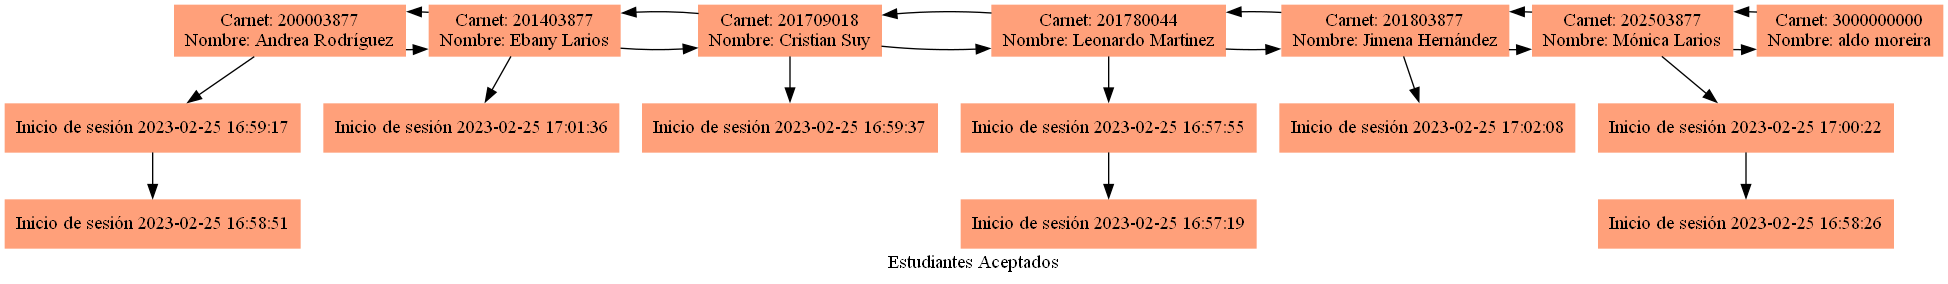 Carnet: 200003877
Nombre: Andrea Rodríguez
Carnet: 201403877
Nombre: Ebany Larios
Carnet: 201709018
Nombre: Cristian Suy
Carnet: 201780044
Nombre: Leonardo Martinez
Carnet: 201803877
Nombre: Jimena Hernández
Carnet: 202503877
Nombre: Mónica Larios
Carnet: 3000000000
Nombre: aldo moreira
Inicio de sesión 2023-02-25 16:59:17
Inicio de sesión 2023-02-25 17:01:36
Inicio de sesión 2023-02-25 16:59:37
Inicio de sesión 2023-02-25 16:57:55
Inicio de sesión 2023-02-25 17:02:08
Inicio de sesión 2023-02-25 17:00:22
Inicio de sesión 2023-02-25 16:58:51
Inicio de sesión 2023-02-25 16:57:19
Inicio de sesión 2023-02-25 16:58:26
Estudiantes Aceptados